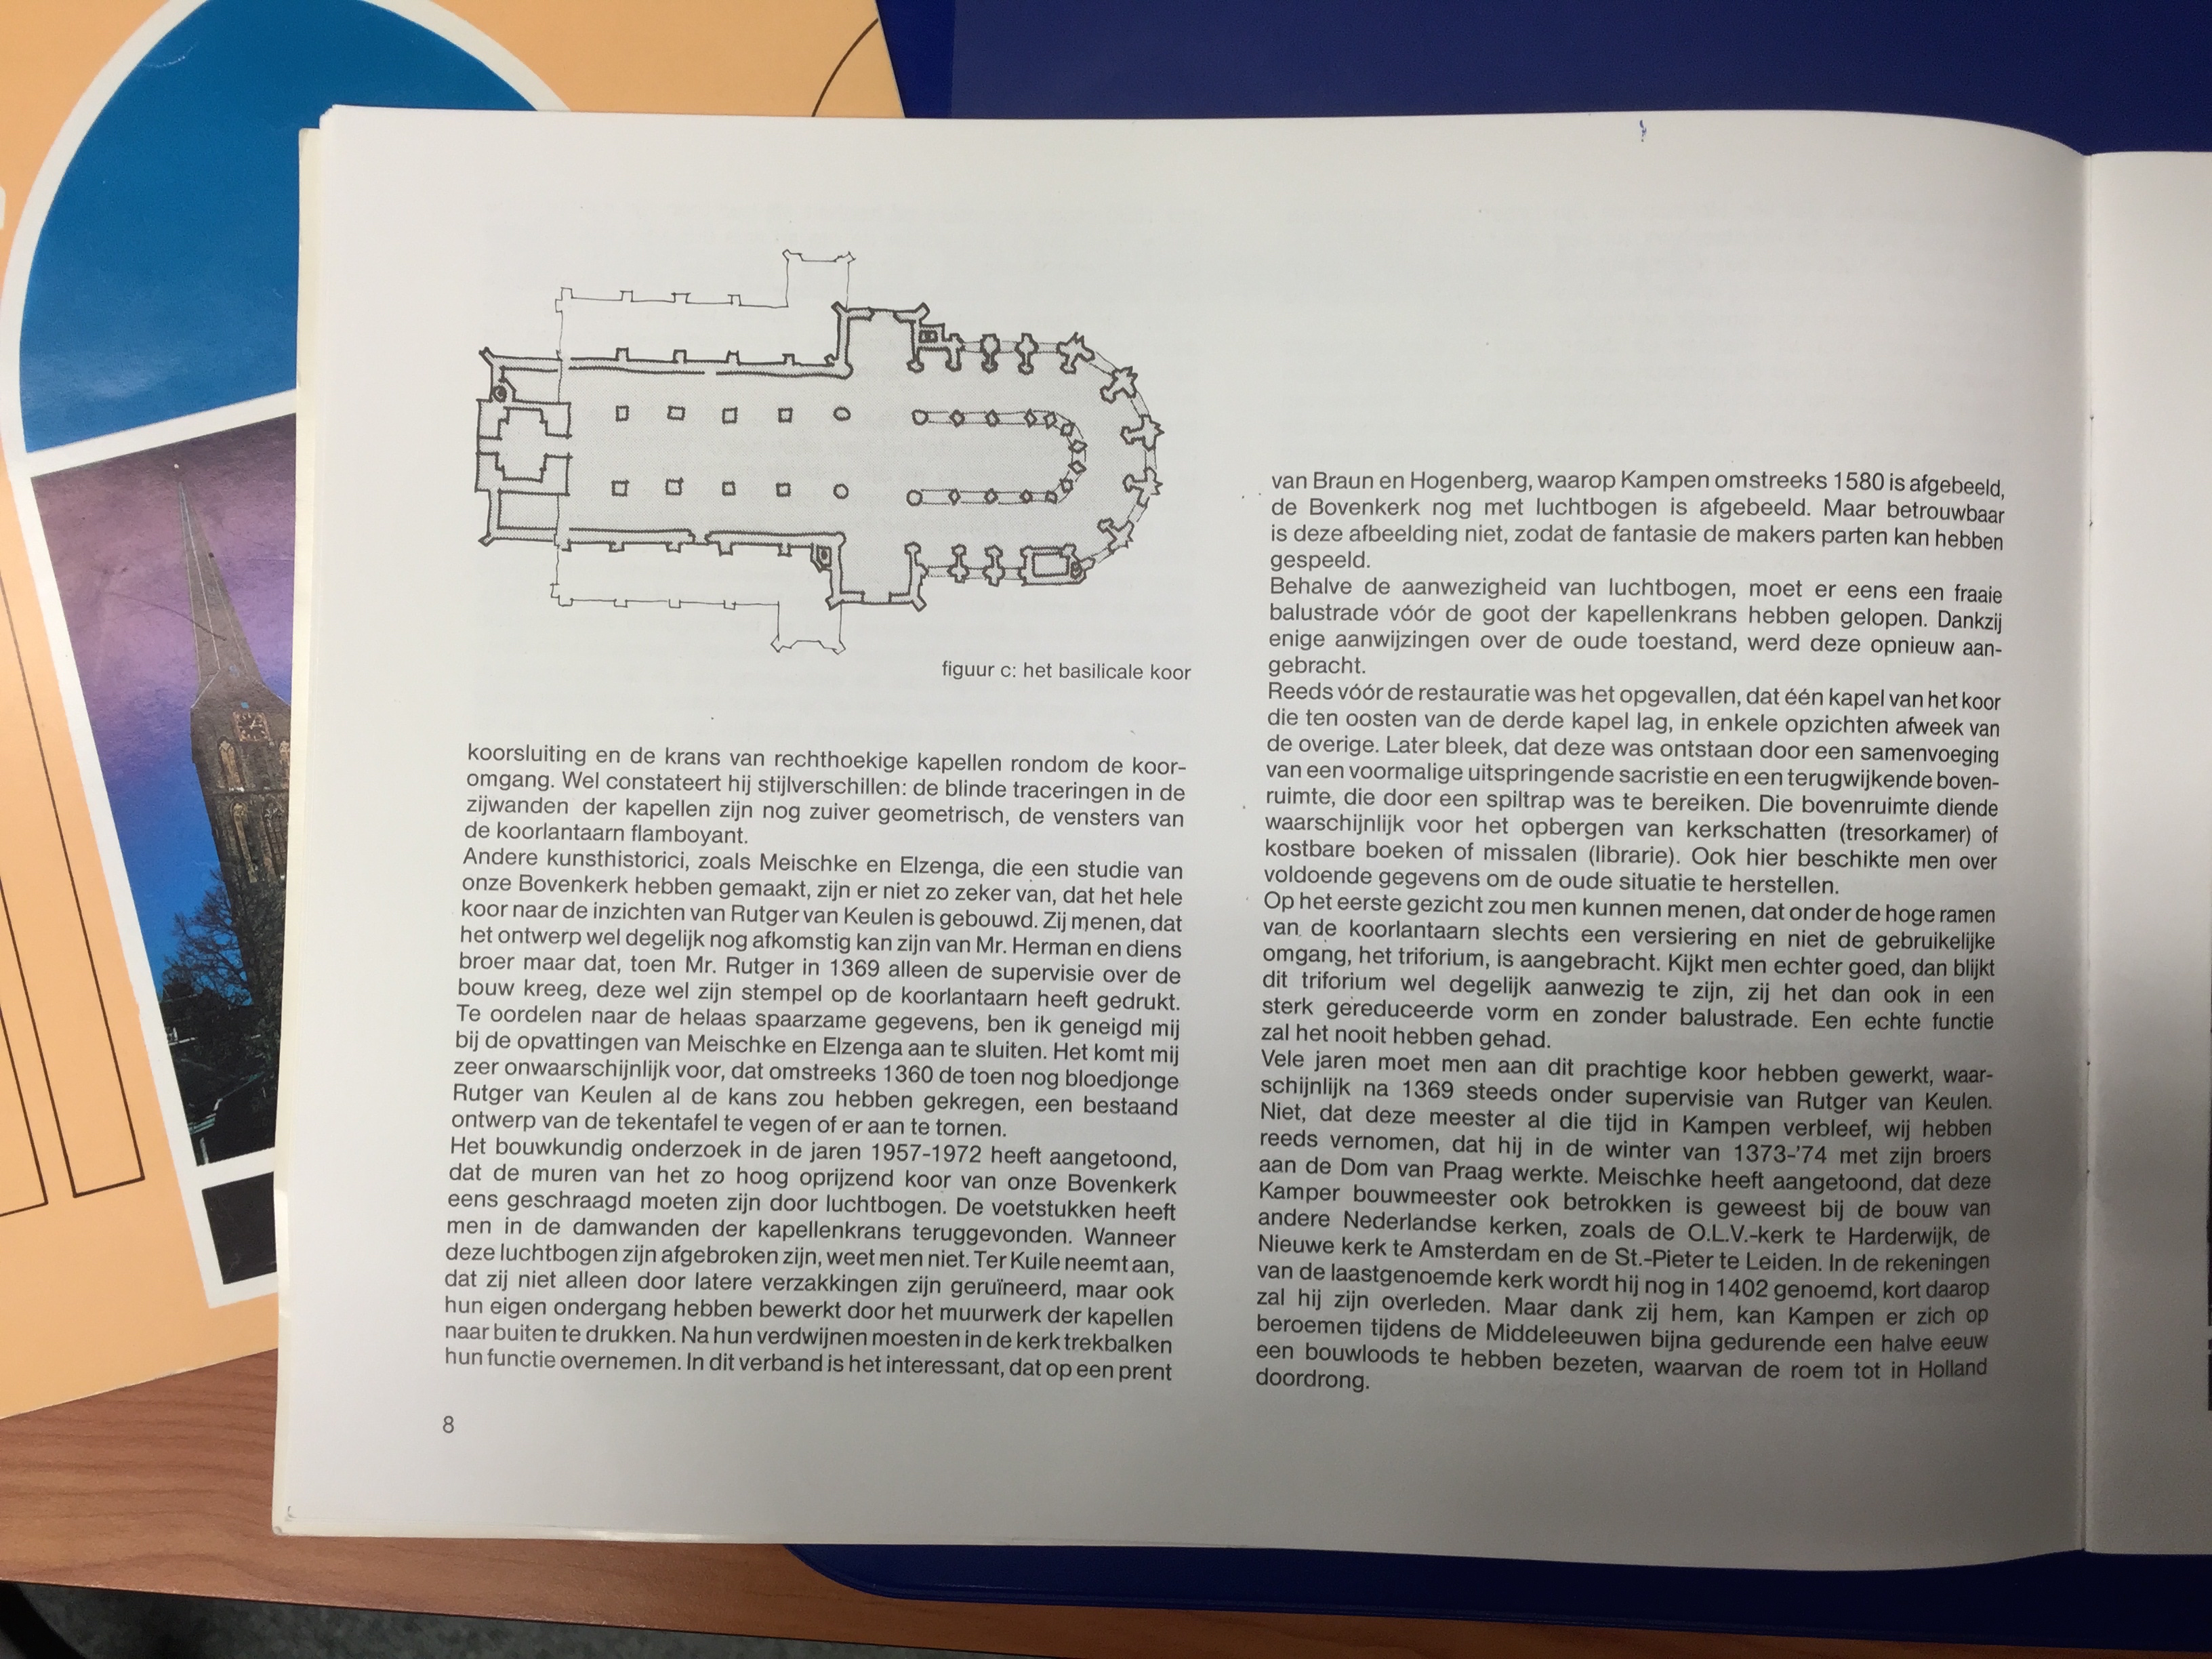 figuur c: het basilicale koor
koorsluiting en de krans van rechthoekige kapellen rondom de koor-
omgang. Wel constateert hij stijlverschillen: de blinde traceringen in de
zijwanden der kapellen zijn nog zuiver geometrisch, de vensters van
de koorlantaarn flamboyant.
Andere kunsthistorici, zoals Meischke en Elzenga, die een studie van
onze Bovenkerk hebben gemaakt, zijn er niet zo zeker van, dat het hele
koor naar de inzichten van Rutger van Keulen is gebouwd. Zij menen, dat
het ontwerp wel degelijk nog afkomstig kan zijn van Mr. Herman en diens
broer maar dat, toen Mr. Rutger in 1369 alleen de supervisie over de
bouw kreeg, deze wel zijn stempel op de koorlantaarn heeft gedrukt.
Te oordelen naar de helaas spaarzame gegevens, ben ik geneigd mij
bij de opvattingen van Meischke en Elzenga aan te sluiten. Het komt mij
zeer onwaarschijnlijk voor, dat omstreeks 1360 de toen nog bloedjonge
Rutger van Keulen al de kans zou hebben gekregen, een bestaand
ontwerp van de tekentafel te vegen of er aan te tornen.
Het bouwkundig onderzoek in de jaren 1957-1972 heeft aangetoond,
dat de muren van het zo hoog oprijzend koor van onze Bovenkerk
eens geschraagd moeten zijn door luchtbogen. De voetstukken heeft
men in de damwanden der kapellenkrans teruggevonden. Wanneer
deze luchtbogen zijn afgebroken zijn, weet men niet. Ter Kuile neemt aan,
dat zij niet alleen door latere verzakkingen zijn geruïneerd, maar ook
hun eigen ondergang hebben bewerkt door het muurwerk der kapellen
naar buiten te drukken. Na hun verdwijnen moesten in de kerk trekbalken
hun functie overnemen. In dit verband is het interessant, dat op een prent
8
van Braun en Hogenberg, waarop Kampen omstreeks 1580 is afgebeeld,
de Bovenkerk nog met luchtbogen is afgebeeld. Maar betrouwbaar
is deze afbeelding niet, zodat de fantasie de makers parten kan hebben
gespeeld.
Behalve de aanwezigheid van luchtbogen, moet er eens een fraaie
balustrade vóór de goot der kapellenkrans hebben gelopen. Dankzij
enige aanwijzingen over de oude toestand, werd deze opnieuw aan-
gebracht.
Reeds vóór de restauratie was het opgevallen, dat één kapel van het koor
die ten oosten van de derde kapel lag, in enkele opzichten afweek van
de overige. Later bleek, dat deze was ontstaan door een samenvoeging
van een voormalige uitspringende sacristie en een terugwijkende boven-
ruimte, die door een spiltrap was te bereiken. Die bovenruimte diende
waarschijnlijk voor het opbergen van kerkschatten (tresorkamer) of
kostbare boeken of missalen (librarie). Ook hier beschikte men over
voldoende gegevens om de oude situatie te herstellen.
Op het eerste gezicht zou men kunnen menen, dat onder de hoge ramen
van de koorlantaarn slechts een versiering en niet de gebruikelijke
omgang, het triforium, is aangebracht. Kijkt men echter goed, dan blijkt
dit triforium wel degelijk aanwezig te zijn, zij het dan ook in een
sterk gereduceerde vorm en zonder balustrade. Een echte functie
zal het nooit hebben gehad.
Vele jaren moet men aan dit prachtige koor hebben gewerkt, waar-
schijnlijk na 1369 steeds onder supervisie van Rutger van Keulen.
Niet, dat deze meester al die tijd in Kampen verbleef, wij hebben
reeds vernomen, dat hij in de winter van 1373-'74 met zijn broers
aan de Dom van Praag werkte. Meischke heeft aangetoond, dat deze
Kamper bouwmeester ook betrokken is geweest bij de bouw van
andere Nederlandse kerken, zoals de O.L.V.-kerk te Harderwijk, de
Nieuwe kerk te Amsterdam en de St.-Pieter te Leiden. In de rekeningen
van de laastgenoemde kerk wordt hij nog in 1402 genoemd, kort daarop
zal hij zijn overleden. Maar dank zij hem, kan Kampen er zich op
beroemen tijdens de Middeleeuwen bijna gedurende een halve eeuw
een bouwloods te hebben bezeten, waarvan de roem tot in Holland
doordrong.